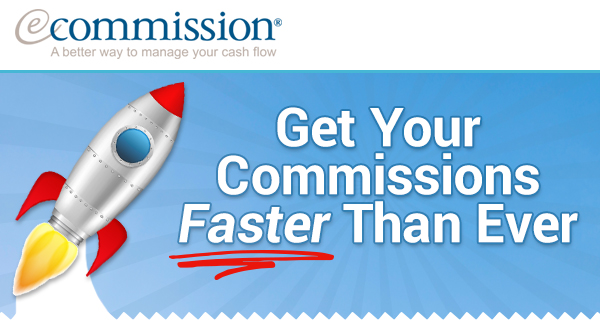 ecommission®
A better way to manage your cash flow
Get Your
Commissions
Faster Than Ever